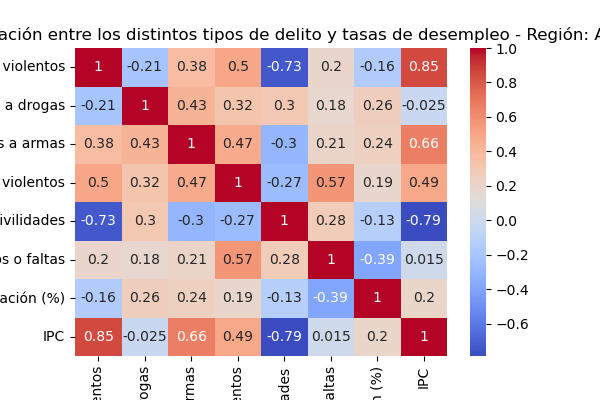 ación entre los distintos tipos de delito y tasas de desempleo - Región: A
violentos 1 -0.21 0.38 0.5 -0.73 0.2 -0.16 0.85
a drogas -0.21 1 0.43 0.32 0.3 0.18 0.26 -0.025
s a armas 0.38 0.43 1 0.47 -0.3 0.21 0.24 0.66
violentos 0.5 0.32 0.47 1 -0.27 0.57 0.19 0.49
ivilidades -0.73 0.3 -0.3 -0.27 1 0.28 -0.13 -0.79
os o faltas 0.2 0.18 0.21 0.57 0.28 1 -0.39 0.015
ación (%) -0.16 0.26 0.24 0.19 -0.13 -0.39 1 0.2
IPC 0.85 -0.025 0.66 0.49 -0.79 0.015 0.2 1
entos
rogas
rmas
entos
ades
altas
n (%)
IPC
1.0
0.8
0.6
0.4
0.2
0.0
−0.2
−0.4
−0.6